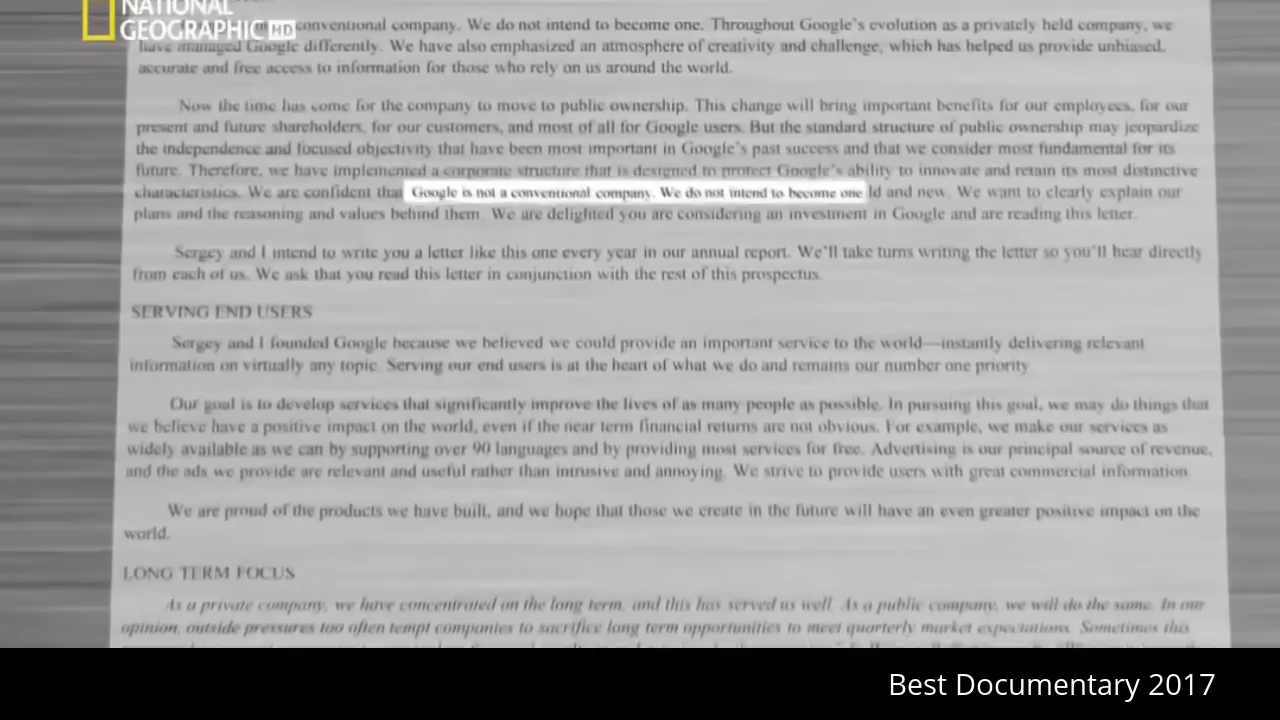 NATIONAL
GEOGRAPHIC HD
conventional company. We do not intend to become one. Throughout Google's evolution as a privately held company, we
have managed Google differently. We have also emphasized an atmosphere of creativity and challenge, which has helped us provide unbiased,
accurate and free access to information for those who rely on us around the world.
Now the time has come for the company to move to public ownership. This change will bring important benefits for our employees, for our
present and future shareholders, for our customers, and most of all for Google users. But the standard structure of public ownership may jeopardize
the independence and focused objectivity that have been most important in Google's past success and that we consider most fundamental for its
future. Therefore, we have implemented a corporate structure that is designed to protect Google's ability to innovate and retain its most distinctive
characteristics. We are confident that Google is not a conventional company. We do not intend to become one ld and new. We want to clearly explain our
plans and the reasoning and values behind them. We are delighted you are considering an investment in Google and are reading this letter.
Sergey and I intend to write you a letter like this one every year in our annual report. We'll take turns writing the letter so you'll hear directly
from each of us. We ask that you read this letter in conjunction with the rest of this prospectus.
SERVING END USERS
Sergey and I founded Google because we believed we could provide an important service to the world—instantly delivering relevant
information on virtually any topic. Serving our end users is at the heart of what we do and remains our number one priority
Our goal is to develop services that significantly improve the lives of as many people as possible. In pursuing this goal, we may do things that
we believe have a positive impact on the world, even if the near term financial returns are not obvious. For example, we make our services as
widely available as we can by supporting over 90 languages and by providing most services for free. Advertising is our principal source of revenue,
and the ads we provide are relevant and useful rather than intrusive and annoying. We strive to provide users with great commercial information
We are proud of the products we have built, and we hope that those we create in the future will have an even greater positive impact on the
world.
LONG TERM FOCUS
As a private company, we have concentrated on the long term, and this has served us well. As a public company, we will do the same. In our
opinion, outside pressures too often tempt companies to sacrifice long term opportunities to meet quarterly market expectations. Sometimes this
Best Documentary 2017